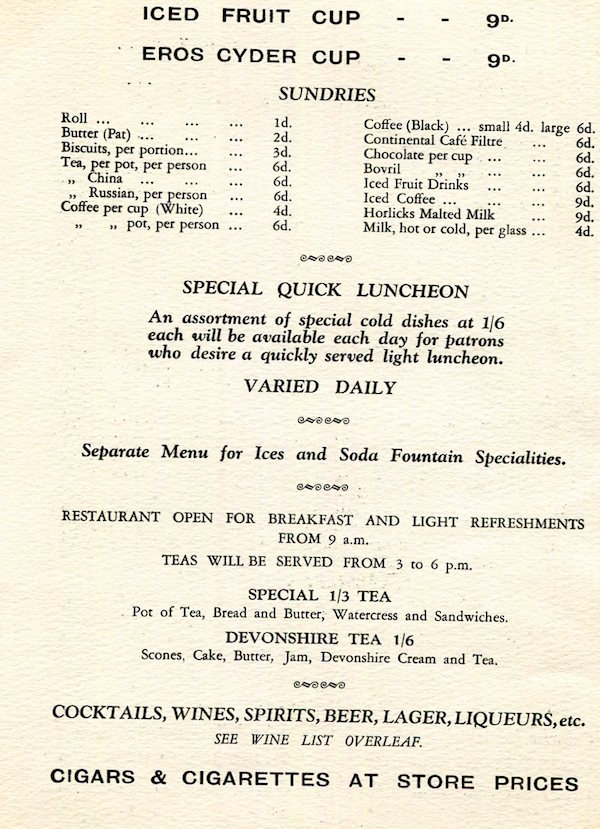 ICED FRUIT CUP - - 9D.
EROS CYDER CUP - - 9D.
SUNDRIES
Roll ... ... ... ... 1d.
Butter (Pat) ... ... ... 2d.
Biscuits, per portion... ... 3d.
Tea, per pot, per person ... 6d.
„ China ... ... ... 6d.
„ Russian, per person ... 6d.
Coffee per cup (White) ... 4d.
„ „ pot, per person ... 6d.
Coffee (Black) ... small 4d. large 6d.
Continental Café Filtre ... 6d.
Chocolate per cup ... ... 6d.
Bovril „ „ ... ... 6d.
Iced Fruit Drinks ... ... 6d.
Iced Coffee ... ... ... 9d.
Horlicks Malted Milk ... 9d.
Milk, hot or cold, per glass ... 4d.
SPECIAL QUICK LUNCHEON
An assortment of special cold dishes at 1/6
each will be available each day for patrons
who desire a quickly served light luncheon.
VARIED DAILY
Separate Menu for Ices and Soda Fountain Specialities.
RESTAURANT OPEN FOR BREAKFAST AND LIGHT REFRESHMENTS
FROM 9 a.m.
TEAS WILL BE SERVED FROM 3 to 6 p.m.
SPECIAL 1/3 TEA
Pot of Tea, Bread and Butter, Watercress and Sandwiches.
DEVONSHIRE TEA 1/6
Scones, Cake, Butter, Jam, Devonshire Cream and Tea.
COCKTAILS, WINES, SPIRITS, BEER, LAGER, LIQUEURS, etc.
SEE WINE LIST OVERLEAF.
CIGARS & CIGARETTES AT STORE PRICES